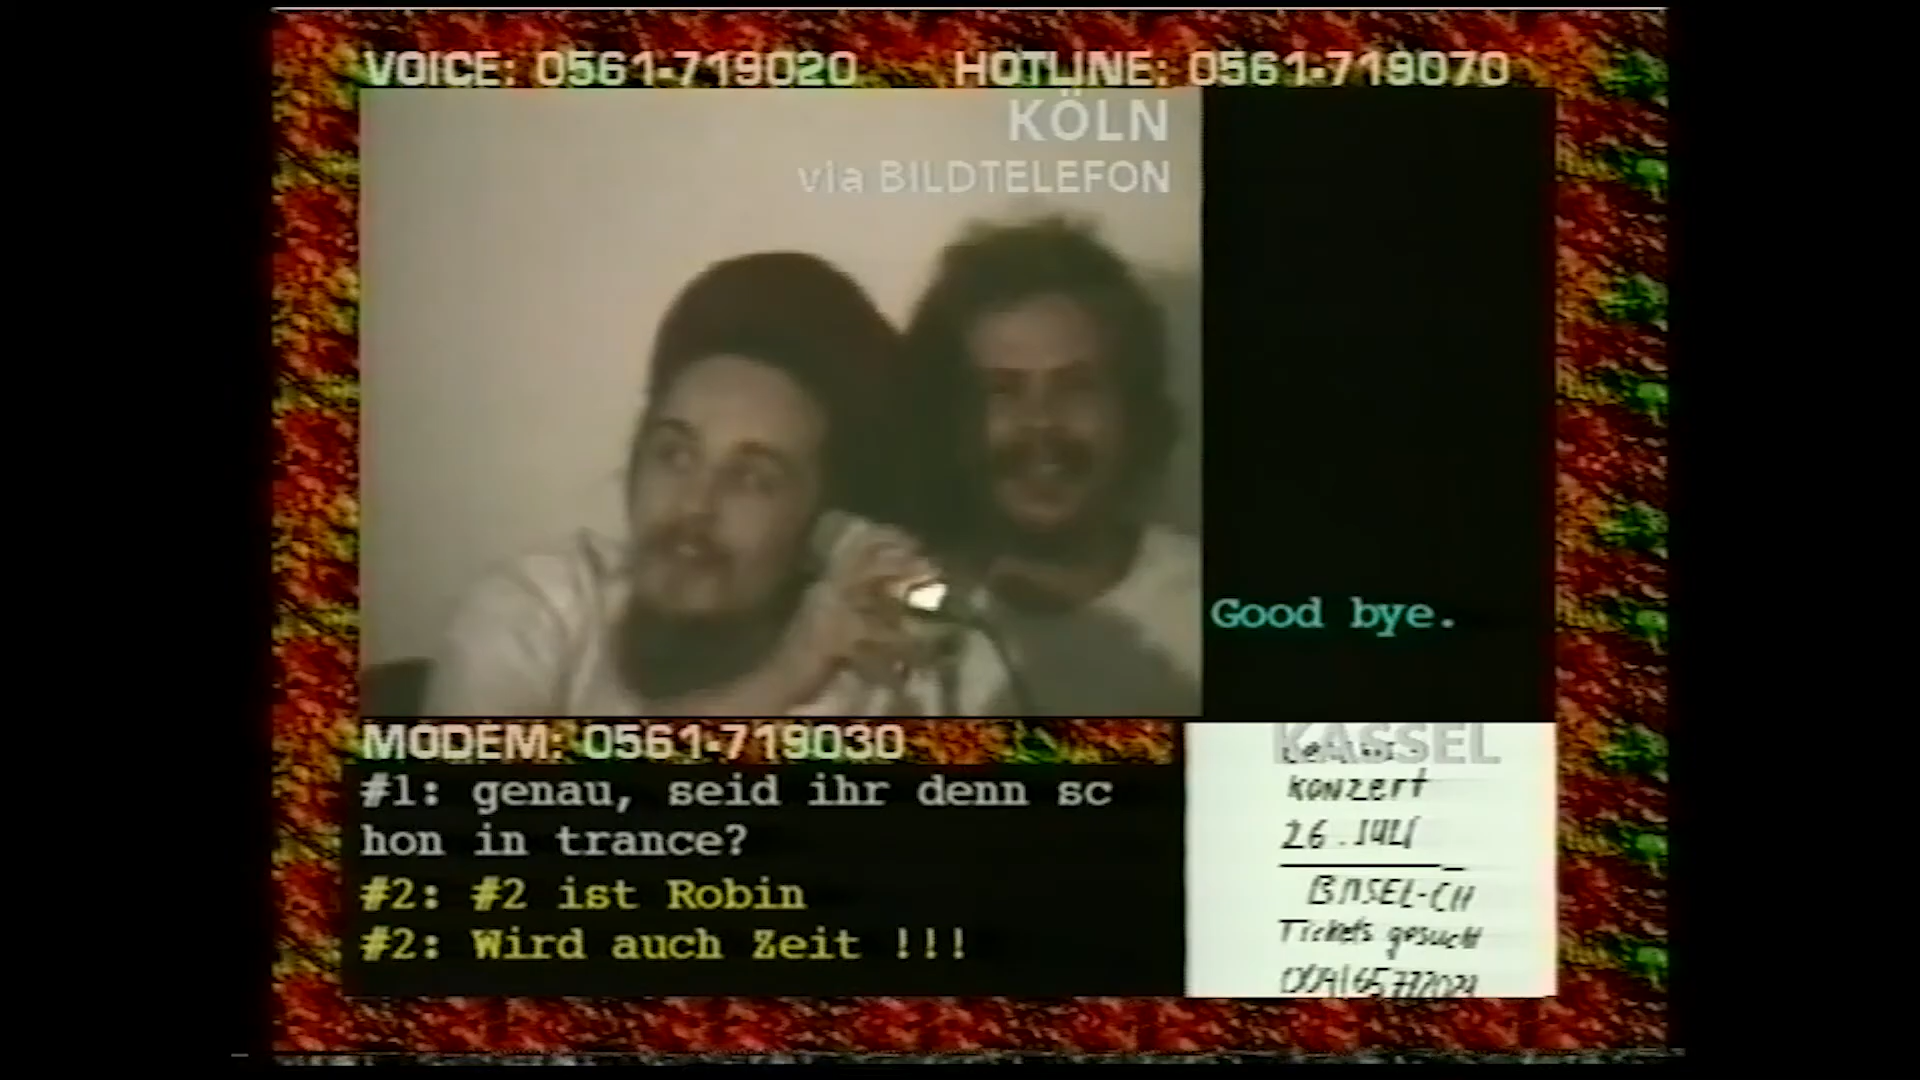 VOICE: 0561-719020 HOTLINE: 0561-719070
KÖLN
via BILDTELEFON
Good bye.
MODEM: 0561-719030
#1: genau, seid ihr denn sc
hon in trance?
#2: #2 ist Robin
#2: Wird auch Zeit !!!
KASSEL
konzert
26. JULI
BASEL-CH
Tickets gesucht